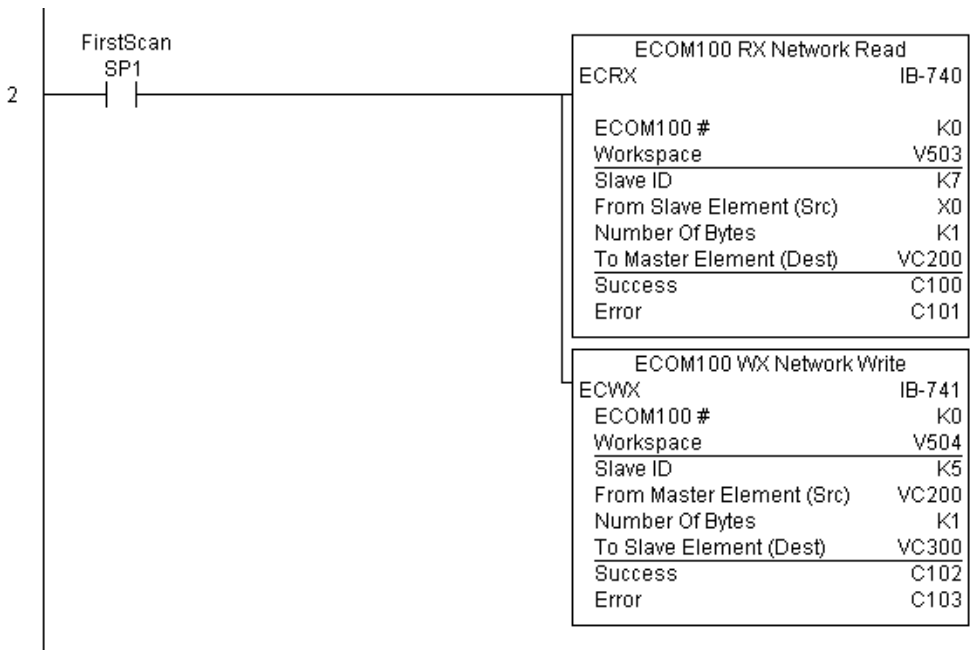 FirstScan
SP1
2
ECOM100 RX Network Read
ECRX IB-740
ECOM100 # K0
Workspace V503
Slave ID K7
From Slave Element (Src) X0
Number Of Bytes K1
To Master Element (Dest) VC200
Success C100
Error C101
ECOM100 WX Network Write
ECWX IB-741
ECOM100 # K0
Workspace V504
Slave ID K5
From Master Element (Src) VC200
Number Of Bytes K1
To Slave Element (Dest) VC300
Success C102
Error C103